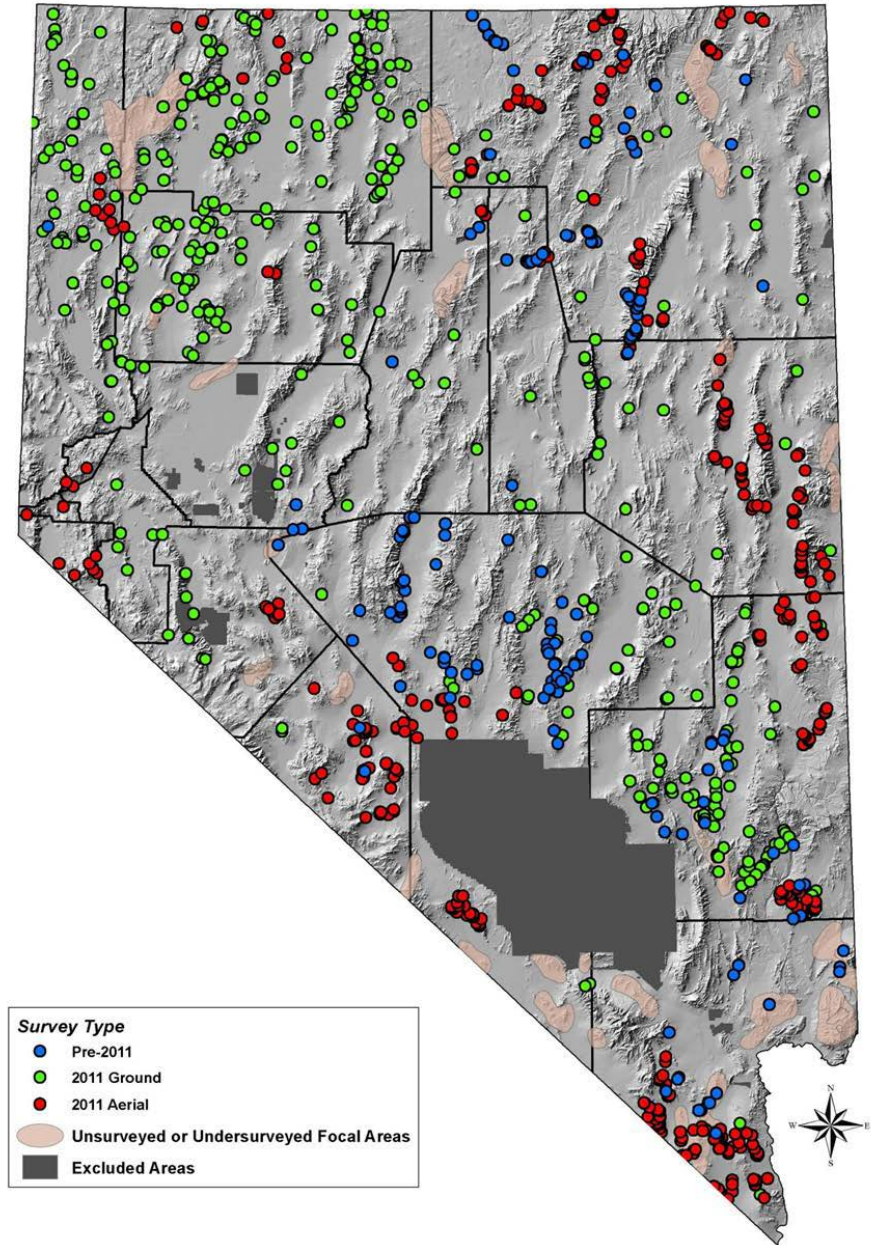 Survey Type
Pre-2011
2011 Ground
2011 Aerial
Unsurveyed or Undersurveyed Focal Areas
Excluded Areas
N
W E
S